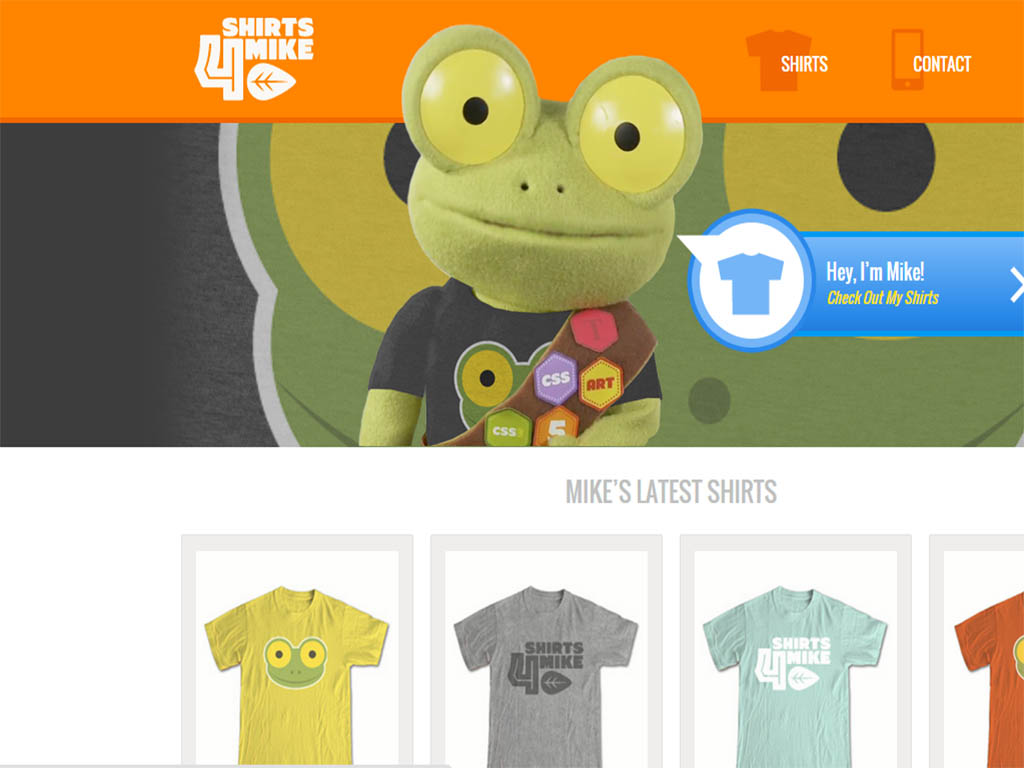 SHIRTS
4 MIKE
SHIRTS
CONTACT
Hey, I'm Mike!
Check Out My Shirts
T
CSS
ART
CSS3
5
MIKE'S LATEST SHIRTS
SHIRTS
4 MIKE
SHIRTS
4 MIKE